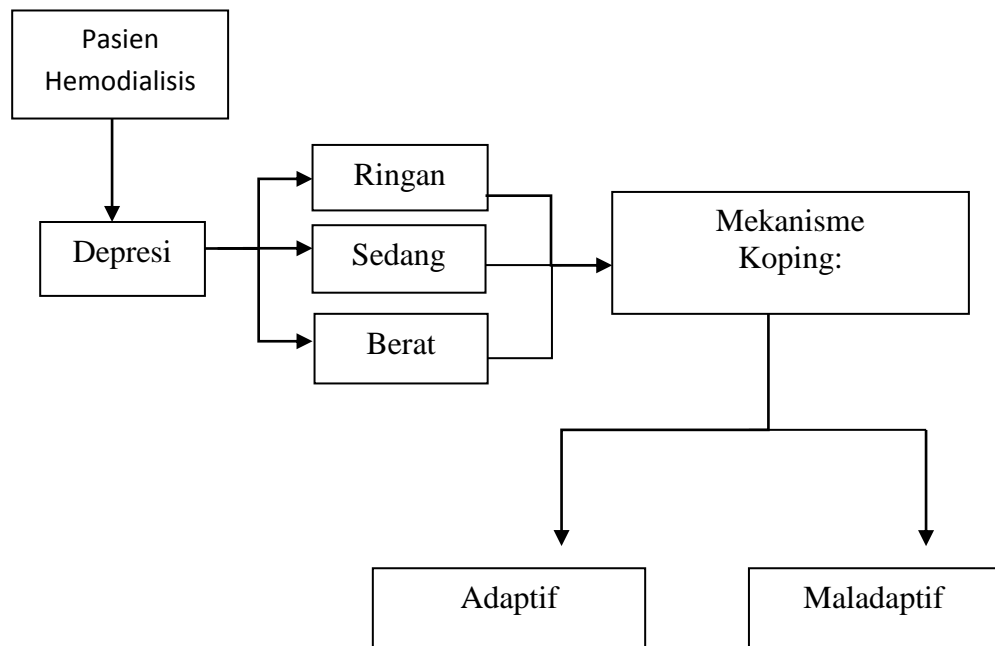 Pasien
Hemodialisis
Depresi
Ringan
Sedang
Berat
Mekanisme
Koping:
Adaptif
Maladaptif